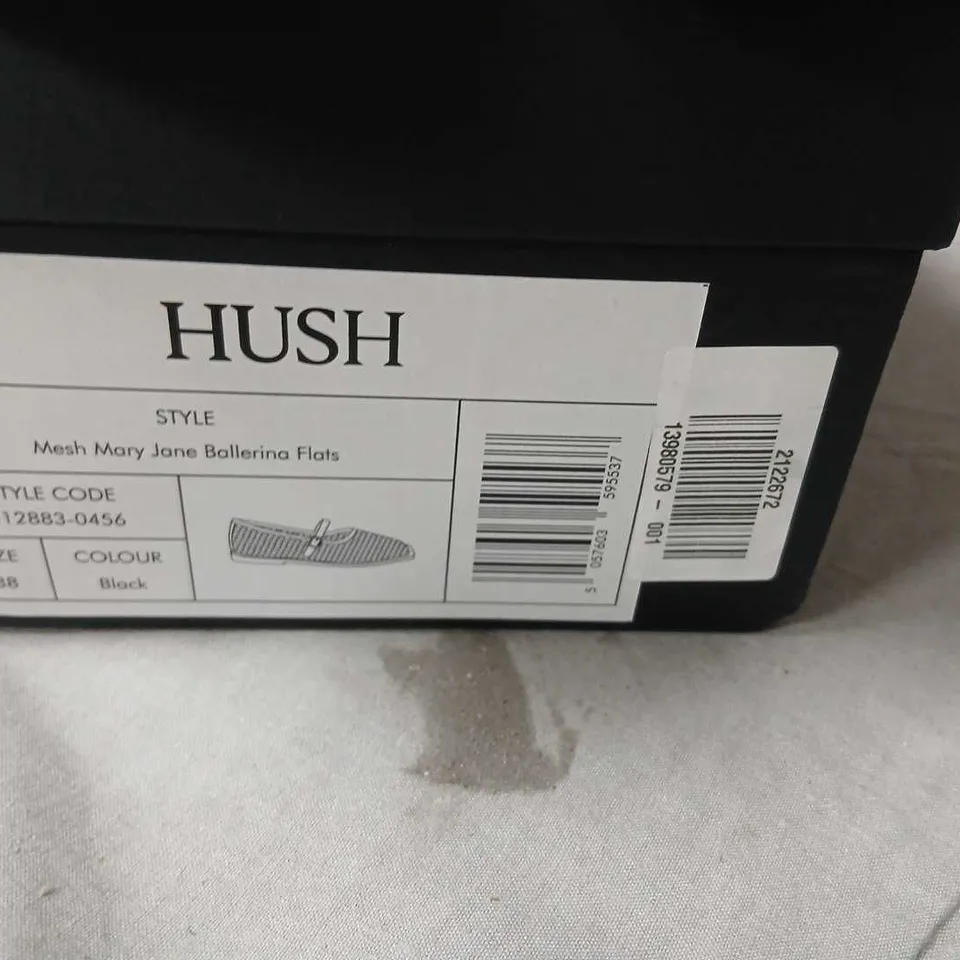 HUSH
STYLE
Mesh Mary Jane Ballerina Flats
TYLE CODE
12883-0456
ZE
38
COLOUR
Black
5 057603 595537
13980579 - 001
2122672